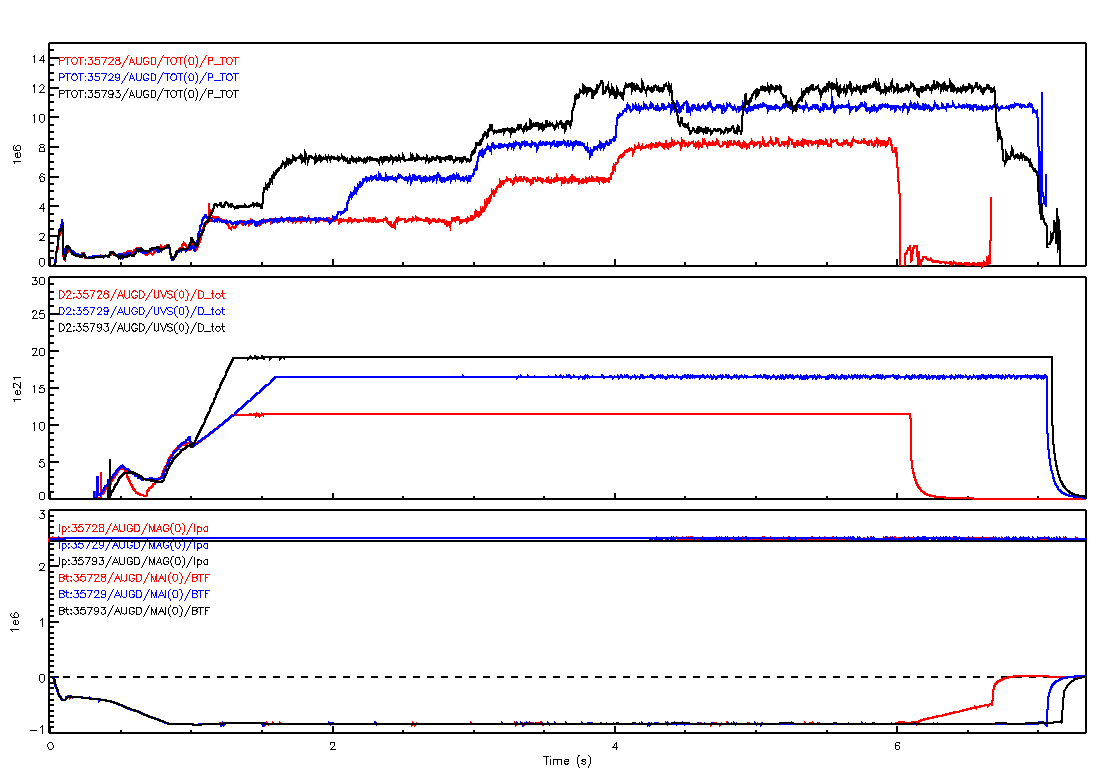 14
PTOT:35728/AUGD/TOT(0)/P_TOT
PTOT:35729/AUGD/TOT(0)/P_TOT
12
PTOT:35793/AUGD/TOT(0)/P_TOT
10
1e6
8
6
4
2
0
30
D2:35728/AUGD/UVS(0)/D_tot
25
D2:35729/AUGD/UVS(0)/D_tot
D2:35793/AUGD/UVS(0)/D_tot
20
1e21
15
10
5
0
3
Ip:35728/AUGD/MAG(0)/Ipa
Ip:35729/AUGD/MAG(0)/Ipa
Ip:35793/AUGD/MAG(0)/Ipa
2
Bt:35728/AUGD/MAI(0)/BTF
Bt:35729/AUGD/MAI(0)/BTF
Bt:35793/AUGD/MAI(0)/BTF
1
1e6
0
-1
0 2 4 6
Time (s)